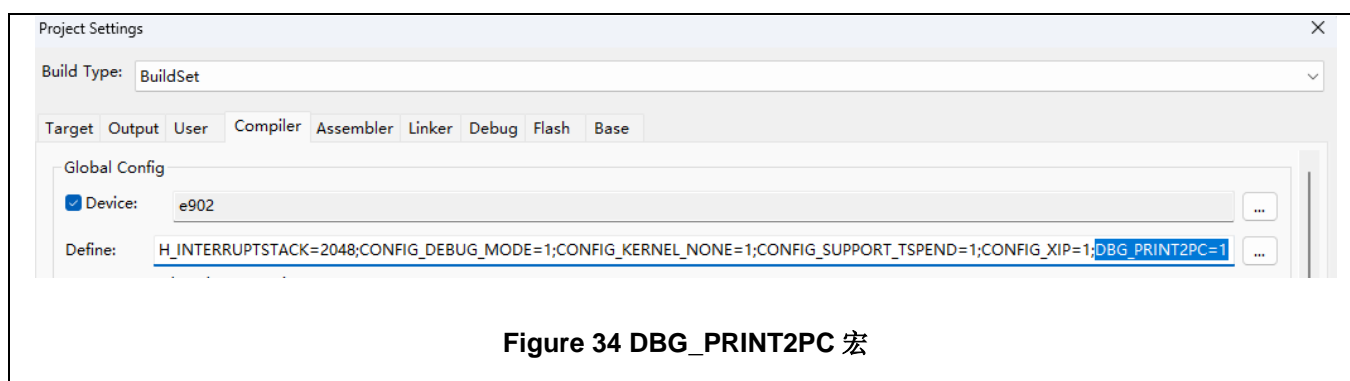 Project Settings
Build Type: BuildSet
Target Output User Compiler Assembler Linker Debug Flash Base
Global Config
Device: e902 ...
Define: H_INTERRUPTSTACK=2048;CONFIG_DEBUG_MODE=1;CONFIG_KERNEL_NONE=1;CONFIG_SUPPORT_TSPEND=1;CONFIG_XIP=1;DBG_PRINT2PC=1 ...
Figure 34 DBG_PRINT2PC 宏